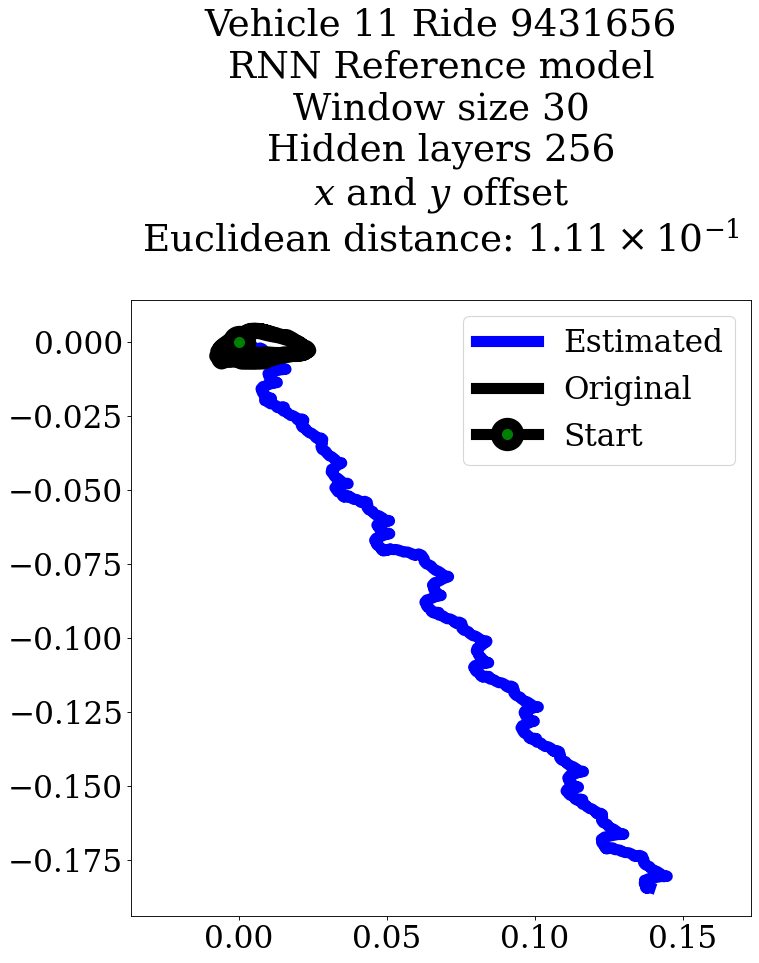 Vehicle 11 Ride 9431656
RNN Reference model
Window size 30
Hidden layers 256
x and y offset
Euclidean distance: 1.11 × 10⁻¹
Estimated
Original
Start
0.000
−0.025
−0.050
−0.075
−0.100
−0.125
−0.150
−0.175
0.00 0.05 0.10 0.15